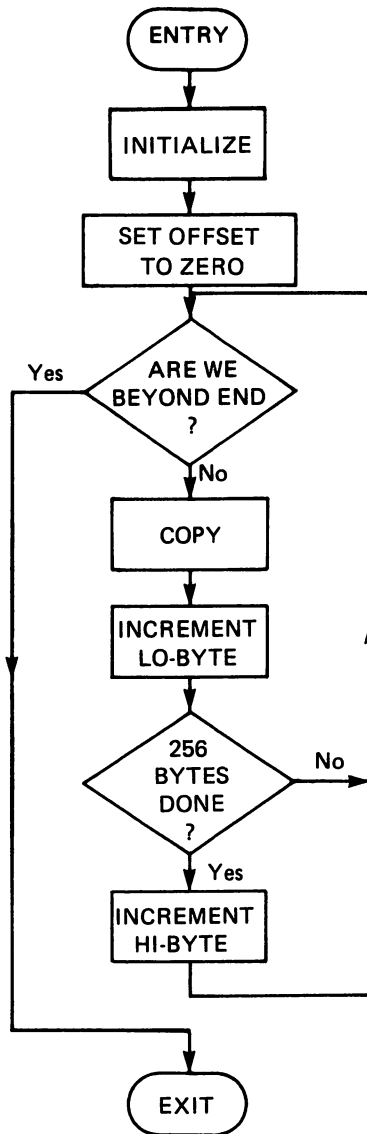 ENTRY
INITIALIZE
SET OFFSET
TO ZERO
ARE WE
BEYOND END
?
Yes
No
COPY
INCREMENT
LO-BYTE
256
BYTES
DONE
?
No
Yes
INCREMENT
HI-BYTE
EXIT